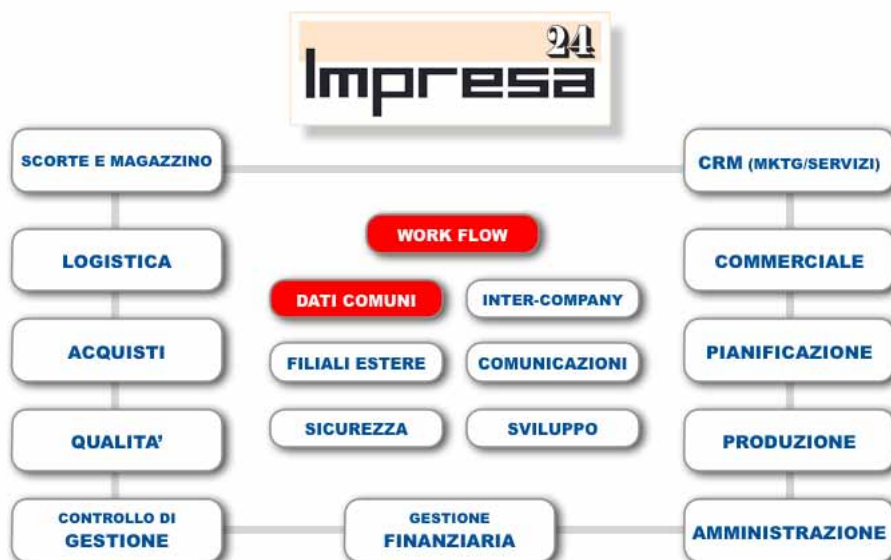 24
Impresa
SCORTE E MAGAZZINO
CRM (MKTG/SERVIZI)
WORK FLOW
LOGISTICA
COMMERCIALE
DATI COMUNI
INTER-COMPANY
ACQUISTI
FILIALI ESTERE
COMUNICAZIONI
PIANIFICAZIONE
QUALITA'
SICUREZZA
SVILUPPO
PRODUZIONE
CONTROLLO DI
GESTIONE
GESTIONE
FINANZIARIA
AMMINISTRAZIONE